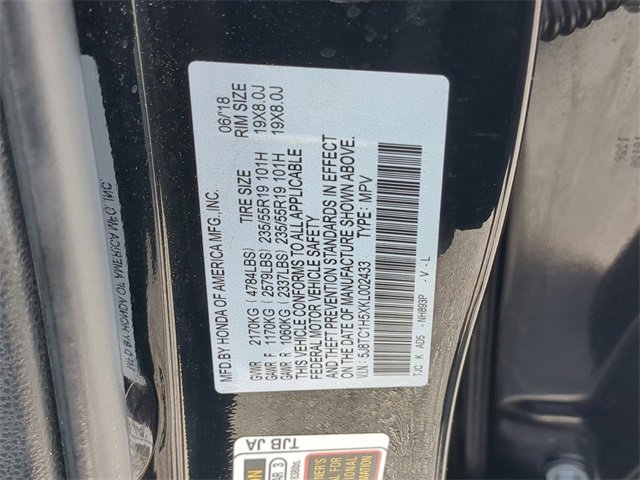 MFD.BY HONDA OF AMERICA MFG.,INC. 06/'18
TIRE SIZE RIM SIZE
GVWR 2170KG ( 4784LBS)
GAWR F 1170KG ( 2579LBS) 235/55R19 101H 19X8.0J
GAWR R 1060KG ( 2337LBS) 235/55R19 101H 19X8.0J
THIS VEHICLE CONFORMS TO ALL APPLICABLE
FEDERAL MOTOR VEHICLE SAFETY
AND THEFT PREVENTION STANDARDS IN EFFECT
ON THE DATE OF MANUFACTURE SHOWN ABOVE.
V.I.N.: 5J8TC1H5XKL002433 TYPE: MPV
TJC K AD5 - NH893P - V - L
TJB JA